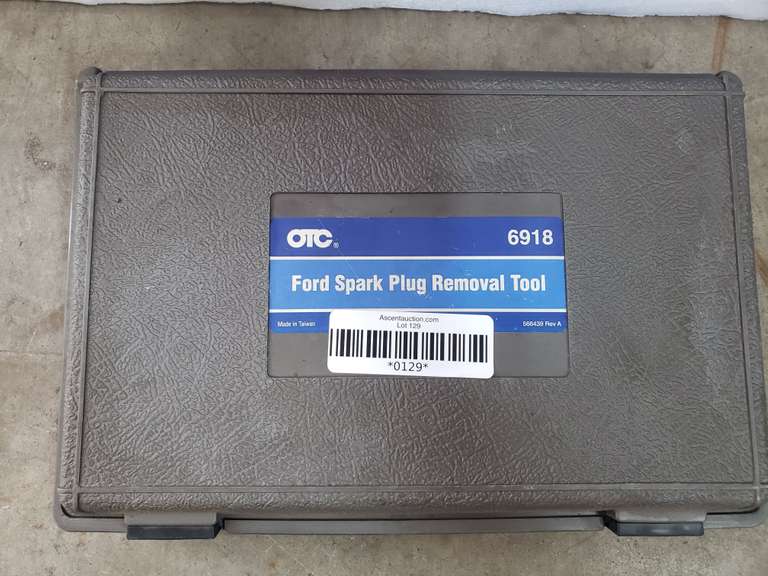 OTC® 6918
Ford Spark Plug Removal Tool
Made in Taiwan 566439 Rev A
Ascentauction.com
Lot 129
*0129*